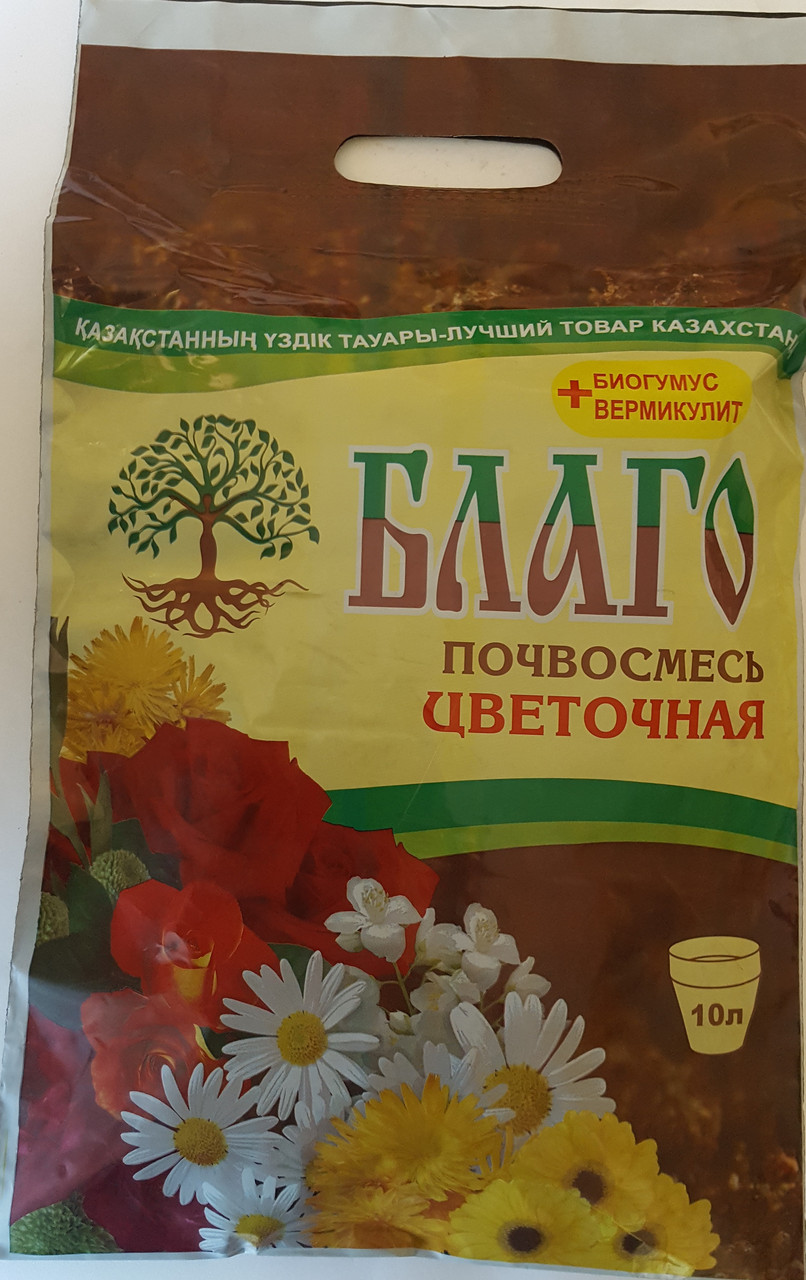 ҚАЗАҚСТАННЫҢ ҮЗДІК ТАУАРЫ-ЛУЧШИЙ ТОВАР КАЗАХСТАН
+ БИОГУМУС
ВЕРМИКУЛИТ
БЛАГО
ПОЧВОСМЕСЬ
ЦВЕТОЧНАЯ
10л